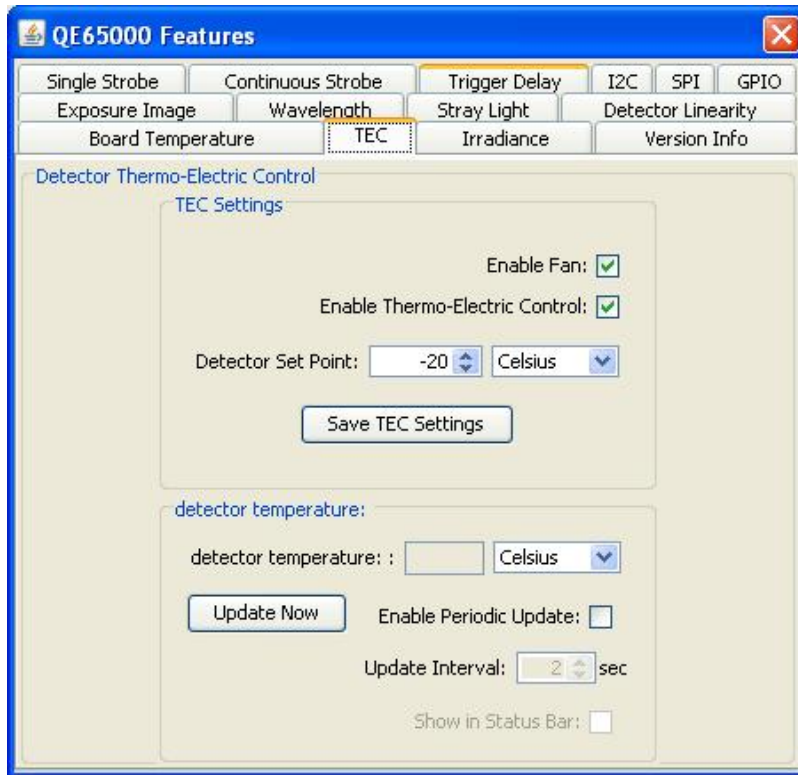 QE65000 Features
Single Strobe Continuous Strobe Trigger Delay I2C SPI GPIO
Exposure Image Wavelength Stray Light Detector Linearity
Board Temperature TEC Irradiance Version Info
Detector Thermo-Electric Control
TEC Settings
Enable Fan:
Enable Thermo-Electric Control:
Detector Set Point: -20 Celsius
Save TEC Settings
detector temperature:
detector temperature: : Celsius
Update Now Enable Periodic Update:
Update Interval: 2 sec
Show in Status Bar: